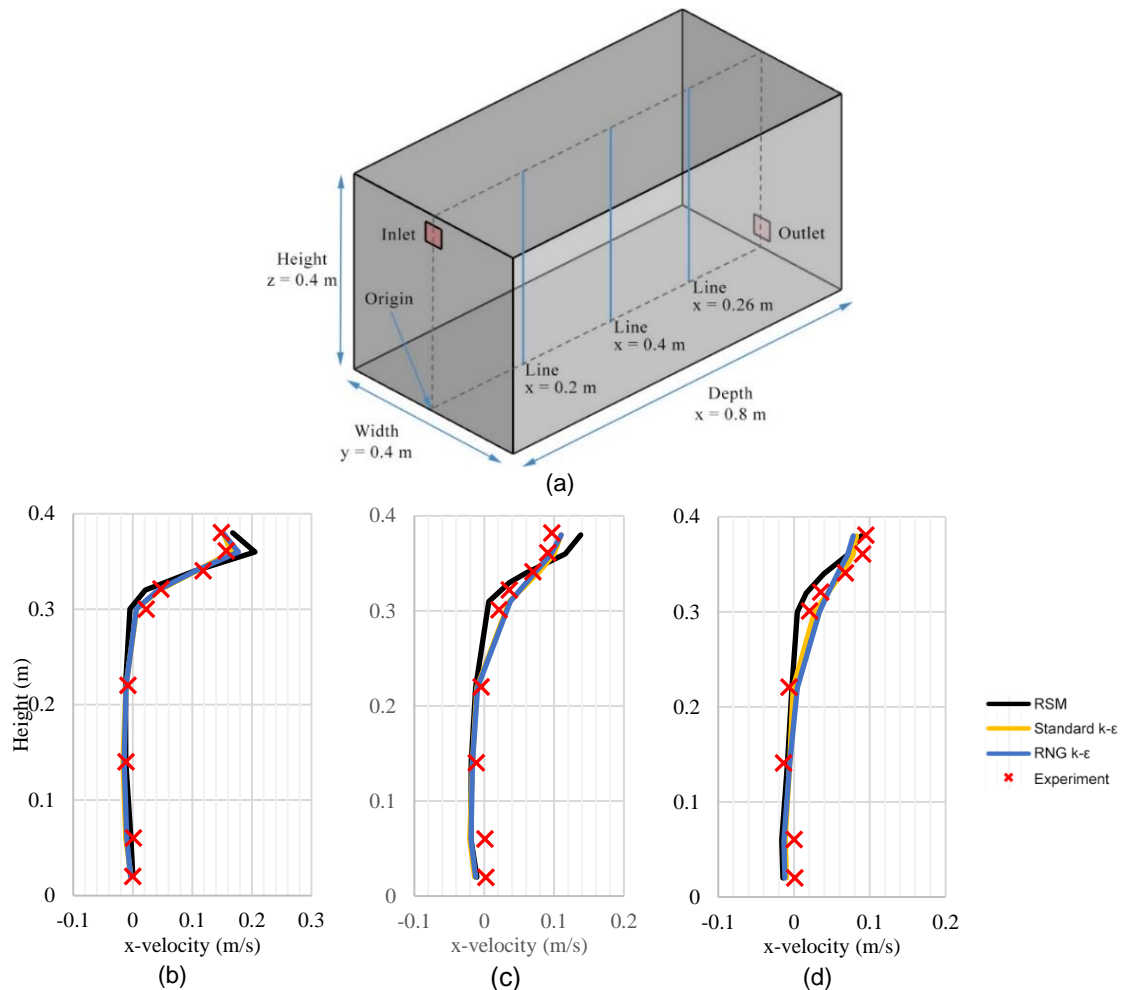 Inlet
Outlet
Height
z = 0.4 m
Origin
Line
x = 0.26 m
Line
x = 0.4 m
Line
x = 0.2 m
Depth
x = 0.8 m
Width
y = 0.4 m
(a)
0.4
0.3
0.2
0.1
0
-0.1
0
0.1
0.2
0.3
Height (m)
x-velocity (m/s)
(b)
0.4
0.3
0.2
0.1
0
-0.1
0
0.1
0.2
x-velocity (m/s)
(c)
0.4
0.3
0.2
0.1
0
-0.1
0
0.1
0.2
x-velocity (m/s)
(d)
RSM
Standard k-ε
RNG k-ε
Experiment